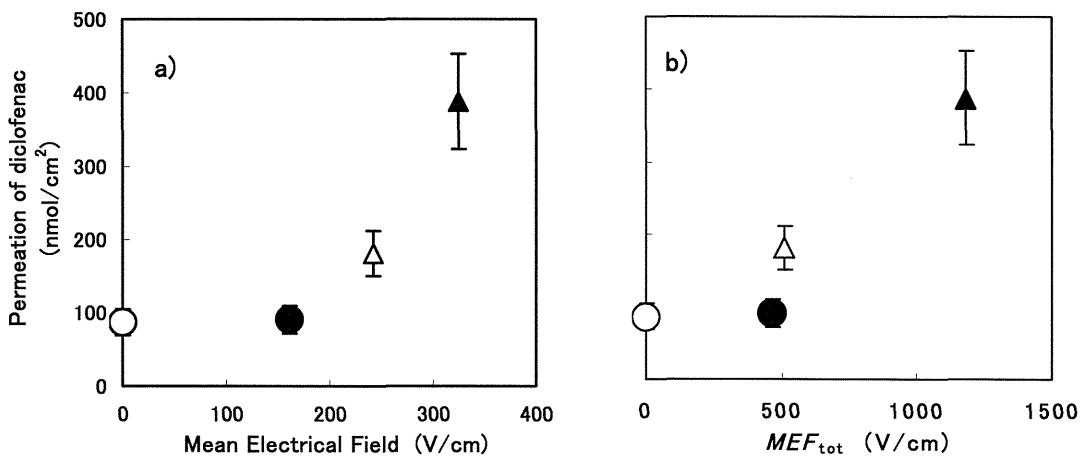 a)
Permeation of diclofenac
(nmol/cm²)
500
400
300
200
100
0
0 100 200 300 400
Mean Electrical Field (V/cm)
b)
0 500 1000 1500
MEFtot (V/cm)